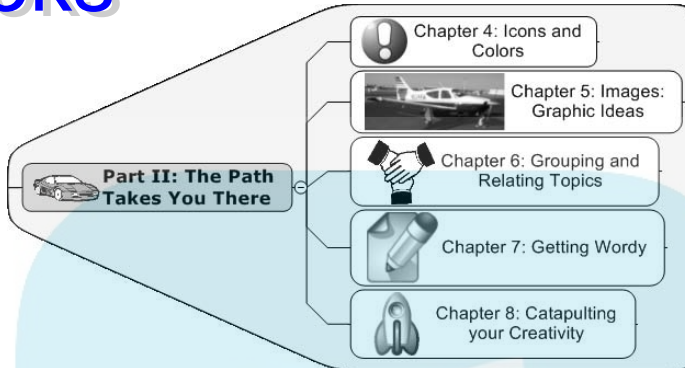 Part II: The Path
Takes You There
Chapter 4: Icons and
Colors
Chapter 5: Images:
Graphic Ideas
Chapter 6: Grouping and
Relating Topics
Chapter 7: Getting Wordy
Chapter 8: Catapulting
your Creativity